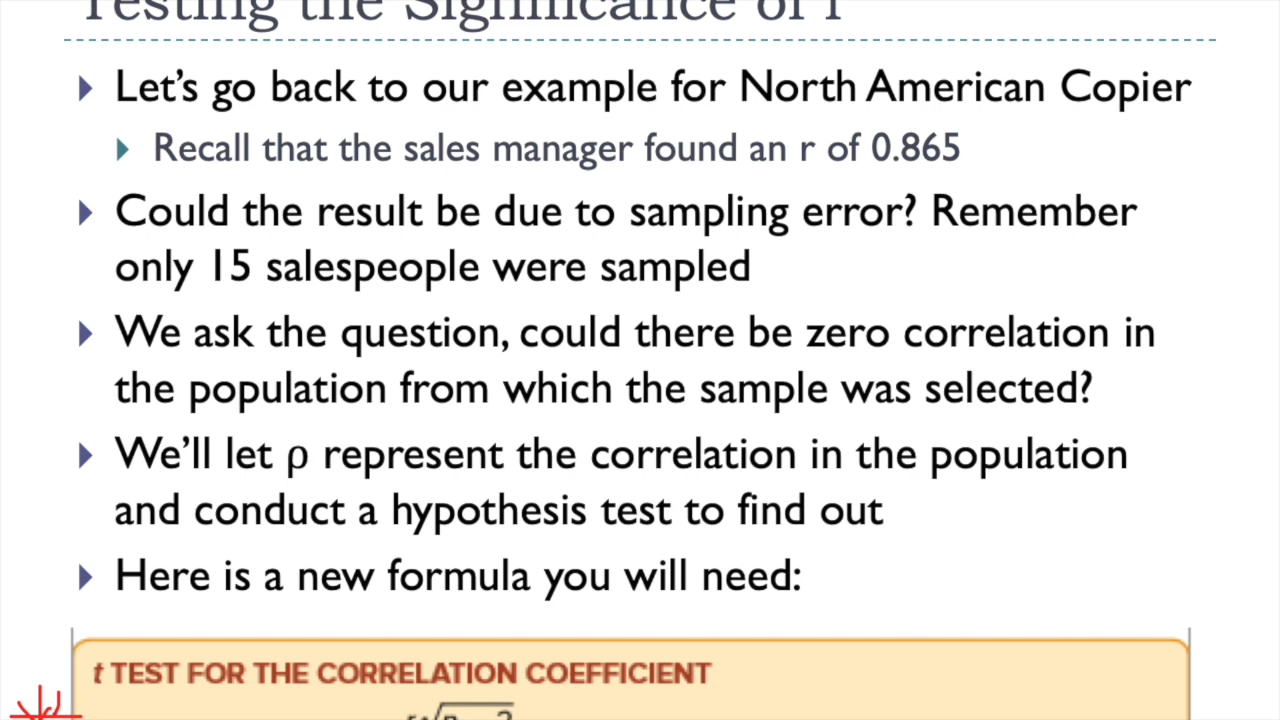 Testing the Significance of r
Let's go back to our example for North American Copier
Recall that the sales manager found an r of 0.865
Could the result be due to sampling error? Remember
only 15 salespeople were sampled
We ask the question, could there be zero correlation in
the population from which the sample was selected?
We'll let ρ represent the correlation in the population
and conduct a hypothesis test to find out
Here is a new formula you will need:
t TEST FOR THE CORRELATION COEFFICIENT